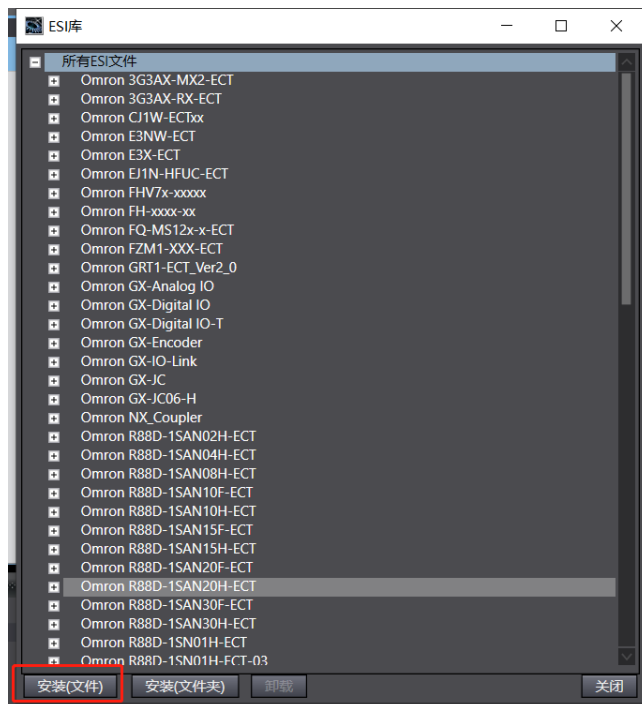 ESI库
所有ESI文件
Omron 3G3AX-MX2-ECT
Omron 3G3AX-RX-ECT
Omron CJ1W-ECTxx
Omron E3NW-ECT
Omron E3X-ECT
Omron EJ1N-HFUC-ECT
Omron FHV7x-xxxxx
Omron FH-xxxx-xx
Omron FQ-MS12x-x-ECT
Omron FZM1-XXX-ECT
Omron GRT1-ECT_Ver2_0
Omron GX-Analog IO
Omron GX-Digital IO
Omron GX-Digital IO-T
Omron GX-Encoder
Omron GX-IO-Link
Omron GX-JC
Omron GX-JC06-H
Omron NX_Coupler
Omron R88D-1SAN02H-ECT
Omron R88D-1SAN04H-ECT
Omron R88D-1SAN08H-ECT
Omron R88D-1SAN10F-ECT
Omron R88D-1SAN10H-ECT
Omron R88D-1SAN15F-ECT
Omron R88D-1SAN15H-ECT
Omron R88D-1SAN20F-ECT
Omron R88D-1SAN20H-ECT
Omron R88D-1SAN30F-ECT
Omron R88D-1SAN30H-ECT
Omron R88D-1SN01H-ECT
Omron R88D-1SN01H-ECT-03
安装(文件) 安装(文件夹) 卸载 关闭